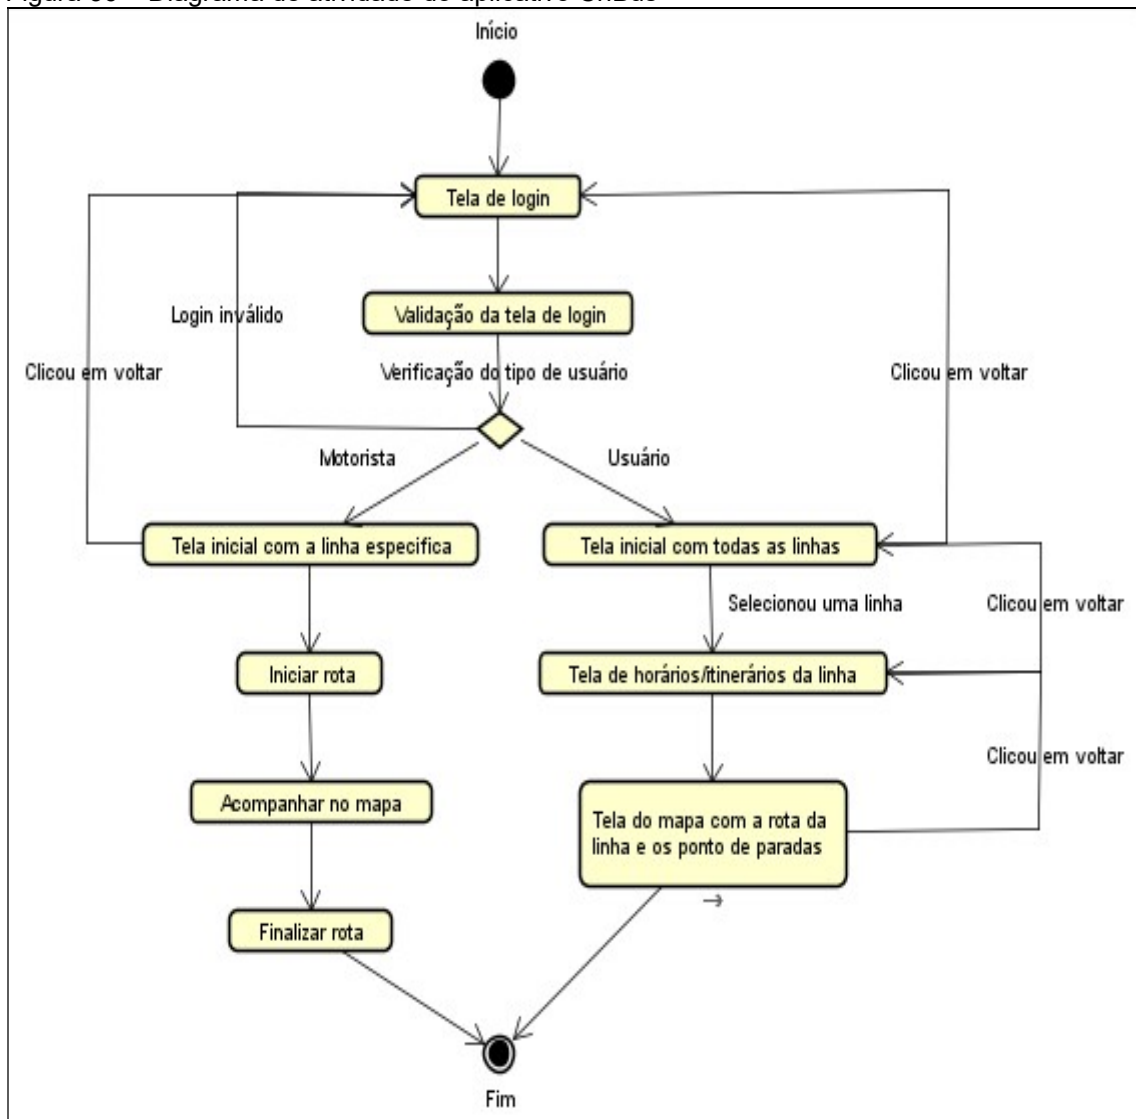 Início
Tela de login
Validação da tela de login
Login inválido
Clicou em voltar
Verificação do tipo de usuário
Clicou em voltar
Motorista
Usuário
Tela inicial com a linha especifica
Tela inicial com todas as linhas
Selecionou uma linha
Clicou em voltar
Iniciar rota
Tela de horários/itinerários da linha
Clicou em voltar
Acompanhar no mapa
Tela do mapa com a rota da
linha e os ponto de paradas
Finalizar rota
Fim